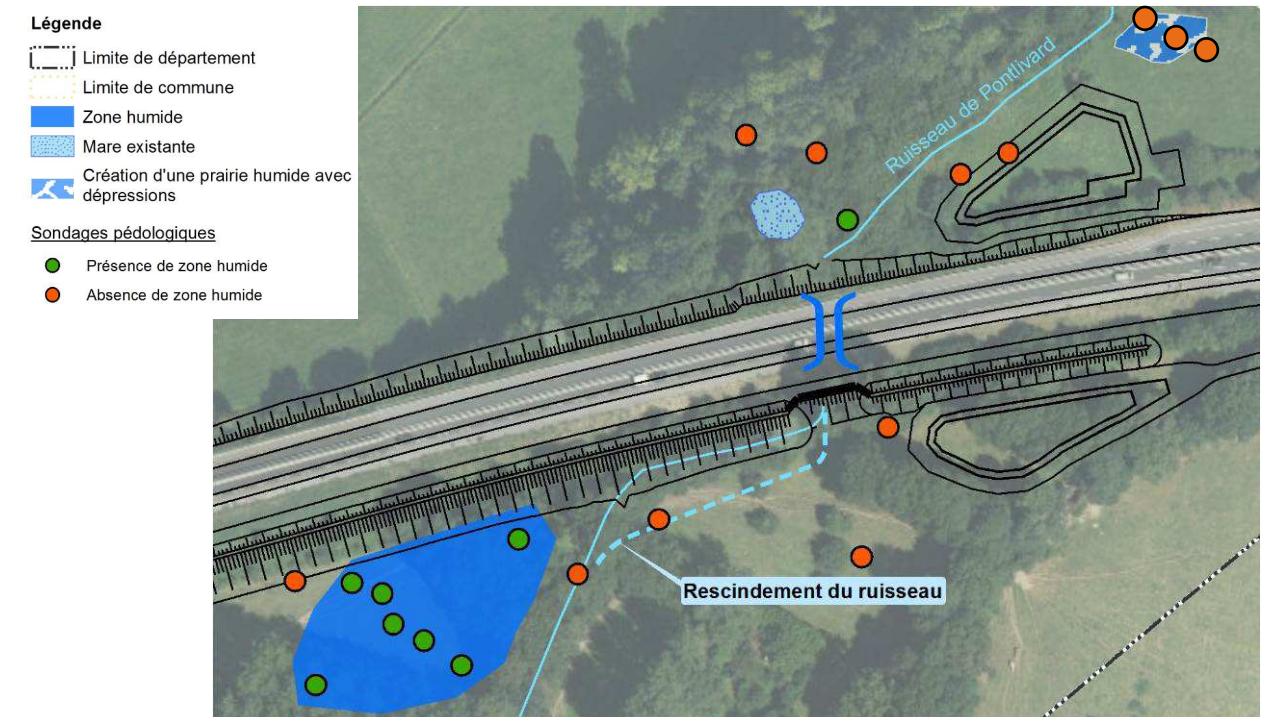 Légende
Limite de département
Limite de commune
Zone humide
Mare existante
Création d'une prairie humide avec
dépressions
Sondages pédologiques
Présence de zone humide
Absence de zone humide
Ruisseau de Pontlivard
Rescindement du ruisseau